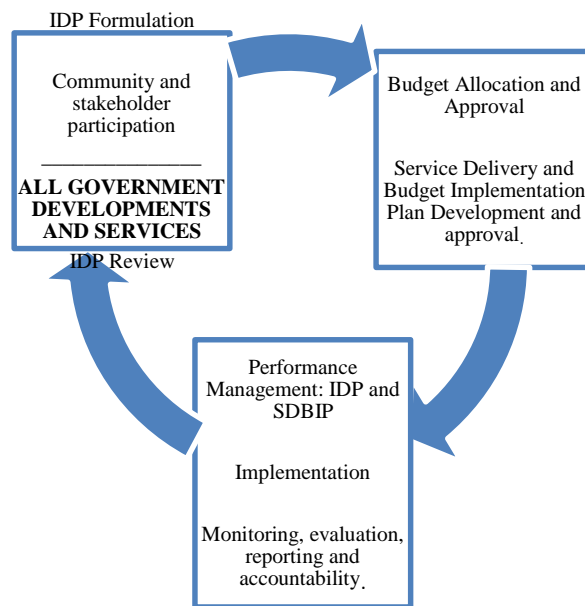 IDP Formulation
Community and
stakeholder
participation
_______________
ALL GOVERNMENT
DEVELOPMENTS
AND SERVICES
IDP Review
Budget Allocation and
Approval
Service Delivery and
Budget Implementation
Plan Development and
approval.
Performance
Management: IDP and
SDBIP
Implementation
Monitoring, evaluation,
reporting and
accountability.